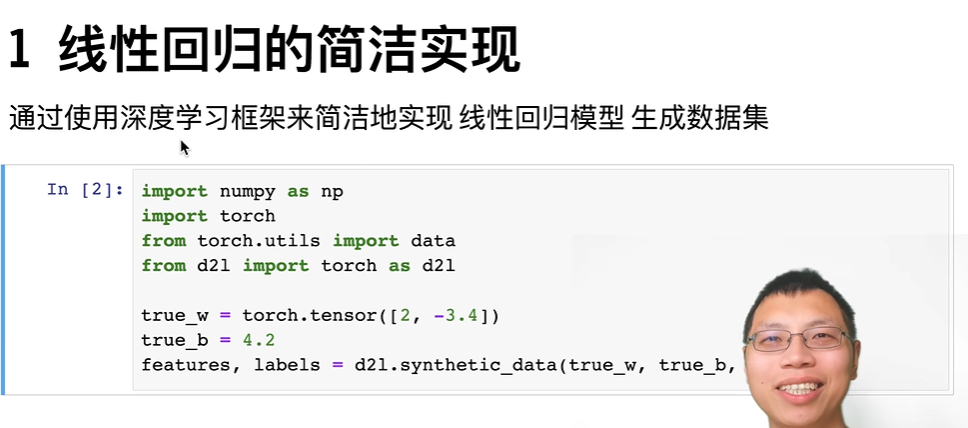 1 线性回归的简洁实现
通过使用深度学习框架来简洁地实现 线性回归模型 生成数据集
In [2]:
import numpy as np
import torch
from torch.utils import data
from d2l import torch as d2l
true_w = torch.tensor([2, -3.4])
true_b = 4.2
features, labels = d2l.synthetic_data(true_w, true_b,